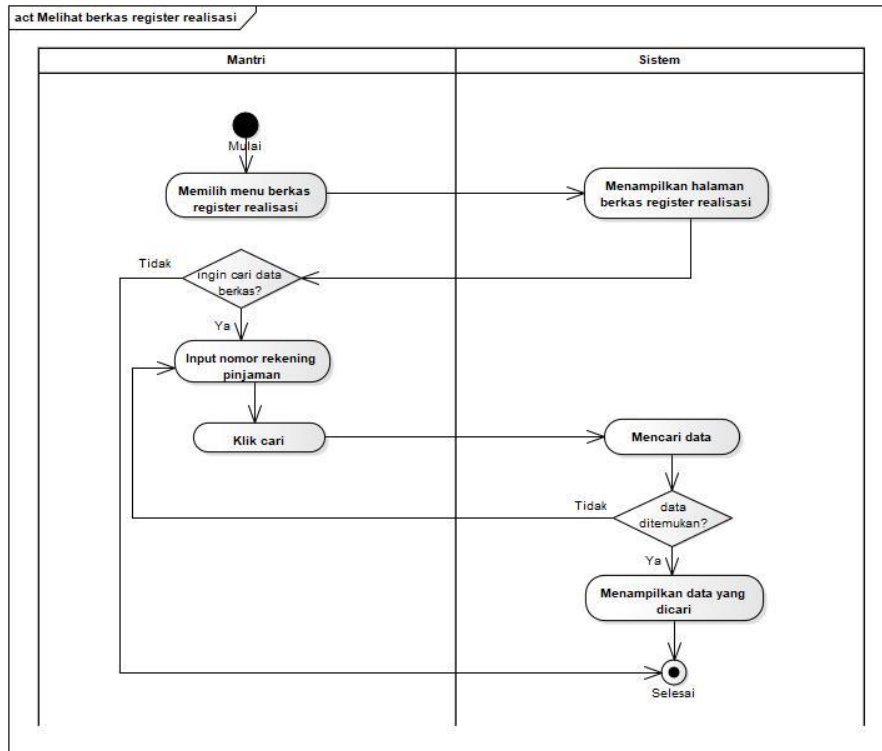 act Melihat berkas register realisasi
Mantri
Sistem
Mulai
Memilih menu berkas
register realisasi
Menampilkan halaman
berkas register realisasi
Tidak
ingin cari data
berkas?
Ya
Input nomor rekening
pinjaman
Klik cari
Mencari data
Tidak
data
ditemukan?
Ya
Menampilkan data yang
dicari
Selesai